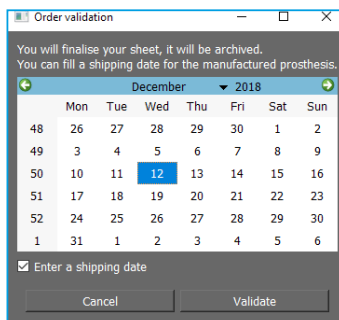 Order validation
You will finalise your sheet, it will be archived.
You can fill a shipping date for the manufactured prosthesis.
December 2018
Mon Tue Wed Thu Fri Sat Sun
48 26 27 28 29 30 1 2
49 3 4 5 6 7 8 9
50 10 11 12 13 14 15 16
51 17 18 19 20 21 22 23
52 24 25 26 27 28 29 30
1 31 1 2 3 4 5 6
Enter a shipping date
Cancel Validate